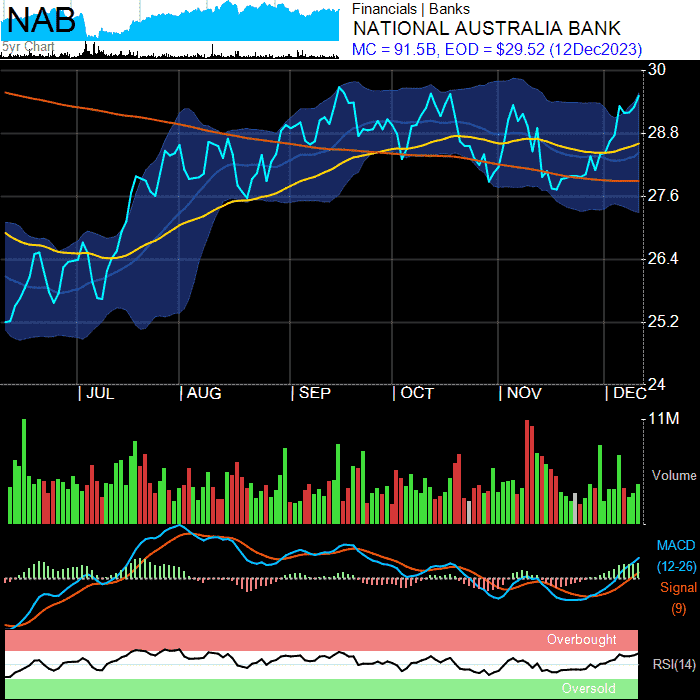 NAB
5yr Chart
Financials | Banks
NATIONAL AUSTRALIA BANK
MC = 91.5B, EOD = $29.52 (12Dec2023)
30
28.8
27.6
26.4
25.2
24
| JUL | AUG | SEP | OCT | NOV | DEC
11M
Volume
MACD
(12-26)
Signal
(9)
Overbought
RSI(14)
Oversold